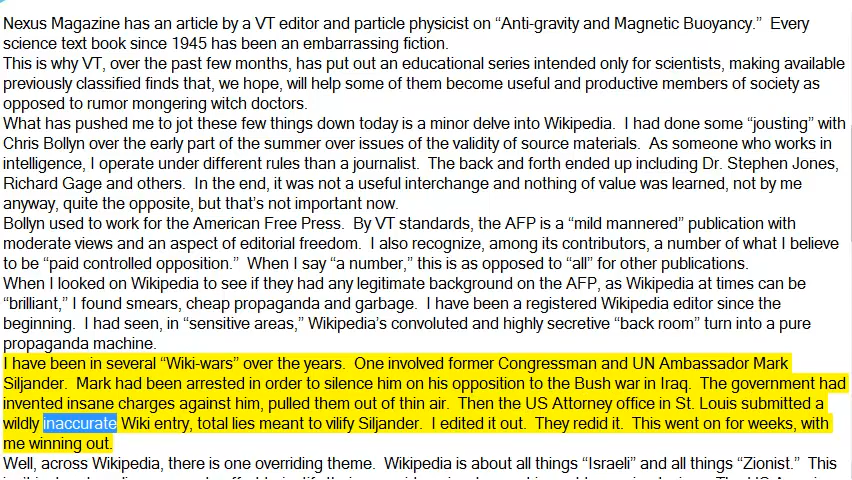 Nexus Magazine has an article by a VT editor and particle physicist on “Anti-gravity and Magnetic Buoyancy.”  Every
science text book since 1945 has been an embarrassing fiction.
This is why VT, over the past few months, has put out an educational series intended only for scientists, making available
previously classified finds that, we hope, will help some of them become useful and productive members of society as
opposed to rumor mongering witch doctors.
What has pushed me to jot these few things down today is a minor delve into Wikipedia.  I had done some “jousting” with
Chris Bollyn over the early part of the summer over issues of the validity of source materials.  As someone who works in
intelligence, I operate under different rules than a journalist.  The back and forth ended up including Dr. Stephen Jones,
Richard Gage and others.  In the end, it was not a useful interchange and nothing of value was learned, not by me
anyway, quite the opposite, but that’s not important now.
Bollyn used to work for the American Free Press.  By VT standards, the AFP is a “mild mannered” publication with
moderate views and an aspect of editorial freedom.  I also recognize, among its contributors, a number of what I believe
to be “paid controlled opposition.”  When I say “a number,” this is as opposed to “all” for other publications.
When I looked on Wikipedia to see if they had any legitimate background on the AFP, as Wikipedia at times can be
“brilliant,” I found smears, cheap propaganda and garbage.  I have been a registered Wikipedia editor since the
beginning.  I had seen, in “sensitive areas,” Wikipedia’s convoluted and highly secretive “back room” turn into a pure
propaganda machine.
I have been in several “Wiki-wars” over the years.  One involved former Congressman and UN Ambassador Mark
Siljander.  Mark had been arrested in order to silence him on his opposition to the Bush war in Iraq.  The government had
invented insane charges against him, pulled them out of thin air.  Then the US Attorney office in St. Louis submitted a
wildly inaccurate Wiki entry, total lies meant to vilify Siljander.  I edited it out.  They redid it.  This went on for weeks, with
me winning out.
Well, across Wikipedia, there is one overriding theme.  Wikipedia is about all things “Israeli” and all things “Zionist.”  This